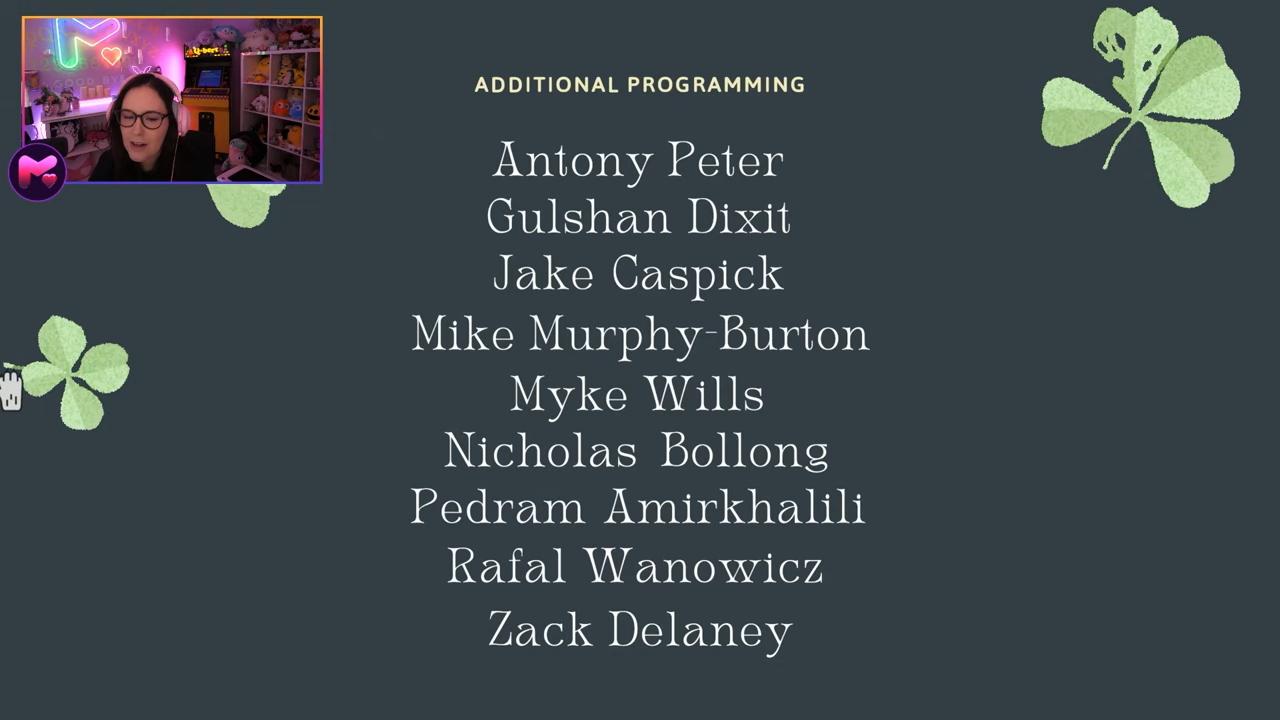 ADDITIONAL PROGRAMMING
Antony Peter
Gulshan Dixit
Jake Caspick
Mike Murphy-Burton
Myke Wills
Nicholas Bollong
Pedram Amirkhalili
Rafal Wanowicz
Zack Delaney